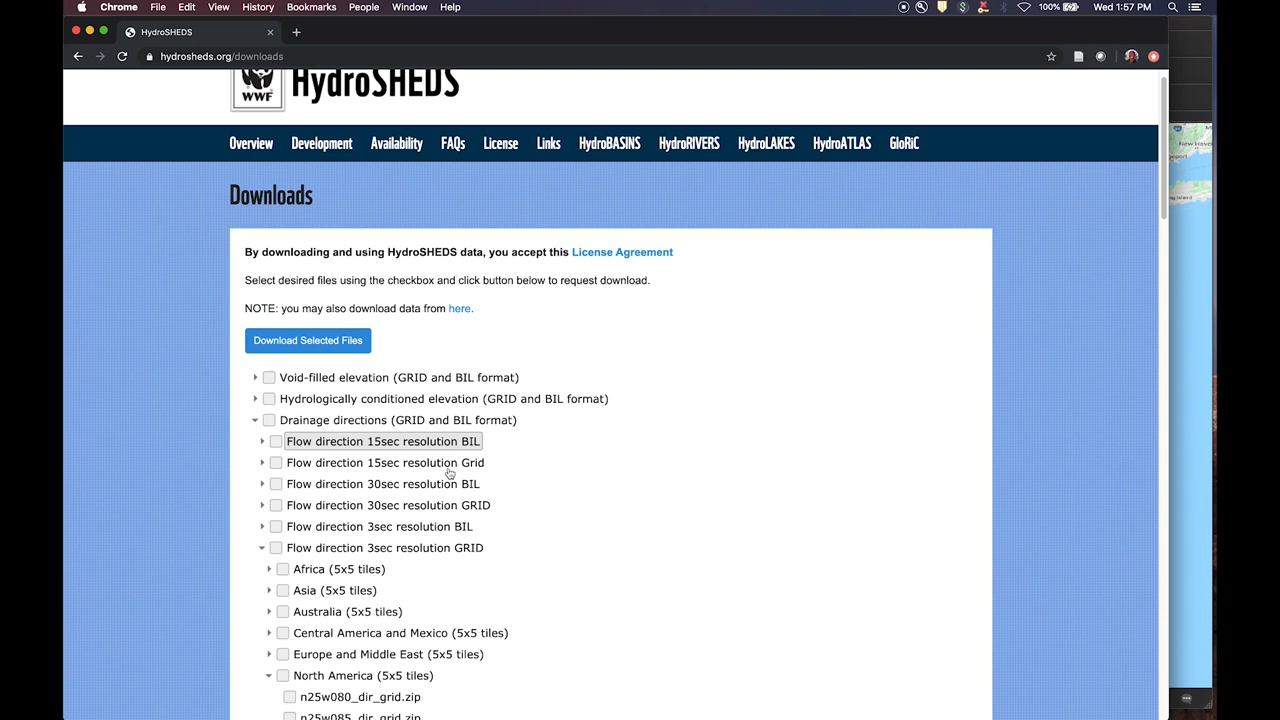 Chrome File Edit View History Bookmarks People Window Help 100% Wed 1:57 PM
HydroSHEDS
hydrosheds.org/downloads
WWF HydroSHEDS
Overview Development Availability FAQs License Links HydroBASINS HydroRIVERS HydroLAKES HydroATLAS GloRiC
New Haven
Downloads
By downloading and using HydroSHEDS data, you accept this License Agreement
Select desired files using the checkbox and click button below to request download.
NOTE: you may also download data from here.
Download Selected Files
Void-filled elevation (GRID and BIL format)
Hydrologically conditioned elevation (GRID and BIL format)
Drainage directions (GRID and BIL format)
Flow direction 15sec resolution BIL
Flow direction 15sec resolution Grid
Flow direction 30sec resolution BIL
Flow direction 30sec resolution GRID
Flow direction 3sec resolution BIL
Flow direction 3sec resolution GRID
Africa (5x5 tiles)
Asia (5x5 tiles)
Australia (5x5 tiles)
Central America and Mexico (5x5 tiles)
Europe and Middle East (5x5 tiles)
North America (5x5 tiles)
n25w080_dir_grid.zip
n25w085_dir_grid.zip